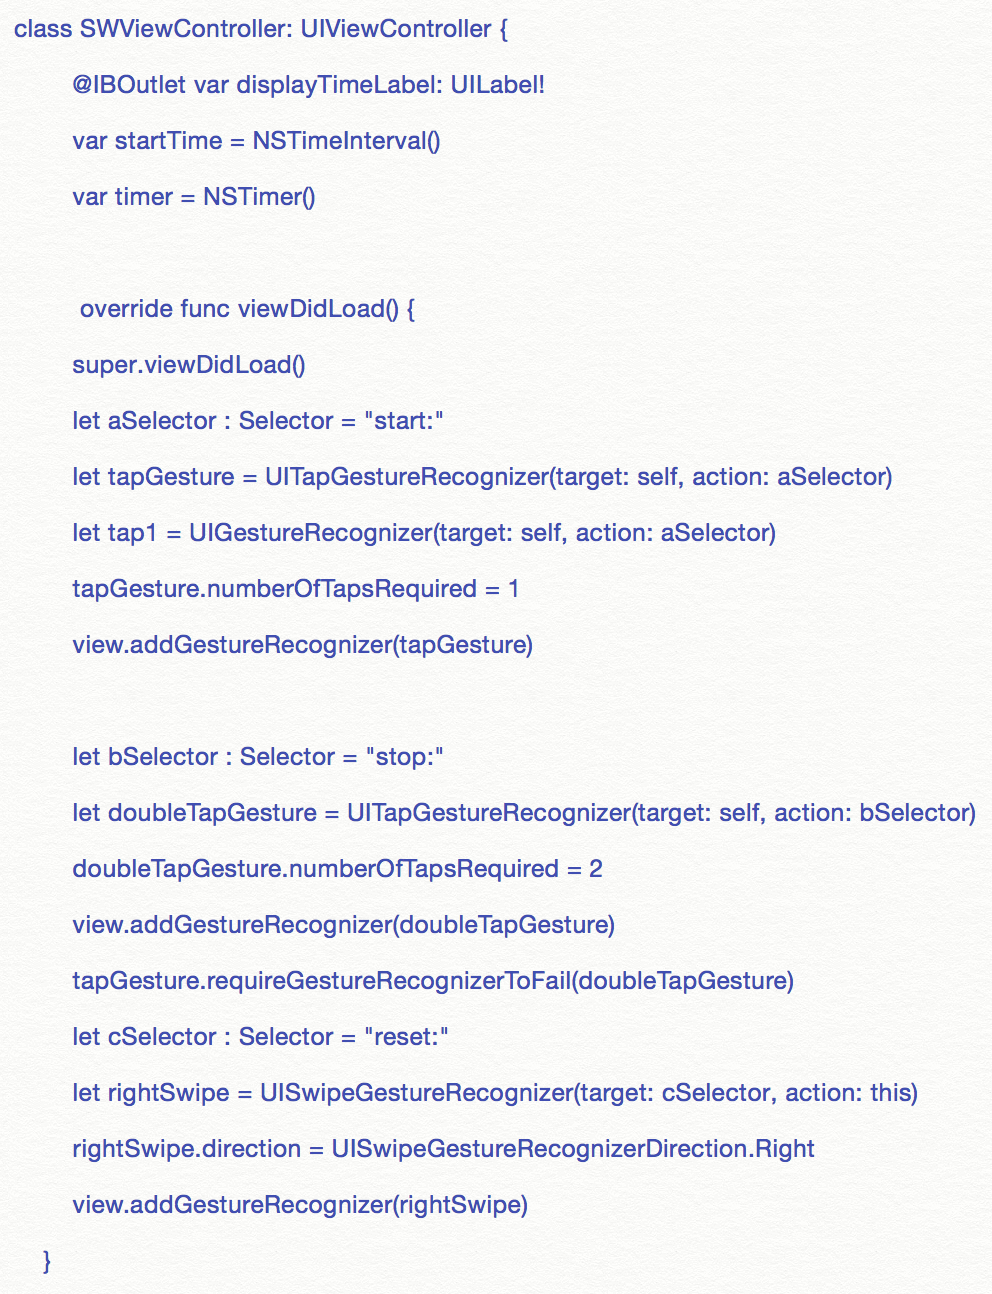 class SWViewController: UIViewController {
@IBOutlet var displayTimeLabel: UILabel!
var startTime = NSTimeInterval()
var timer = NSTimer()
override func viewDidLoad() {
super.viewDidLoad()
let aSelector : Selector = "start:"
let tapGesture = UITapGestureRecognizer(target: self, action: aSelector)
let tap1 = UIGestureRecognizer(target: self, action: aSelector)
tapGesture.numberOfTapsRequired = 1
view.addGestureRecognizer(tapGesture)
let bSelector : Selector = "stop:"
let doubleTapGesture = UITapGestureRecognizer(target: self, action: bSelector)
doubleTapGesture.numberOfTapsRequired = 2
view.addGestureRecognizer(doubleTapGesture)
tapGesture.requireGestureRecognizerToFail(doubleTapGesture)
let cSelector : Selector = "reset:"
let rightSwipe = UISwipeGestureRecognizer(target: cSelector, action: this)
rightSwipe.direction = UISwipeGestureRecognizerDirection.Right
view.addGestureRecognizer(rightSwipe)
}